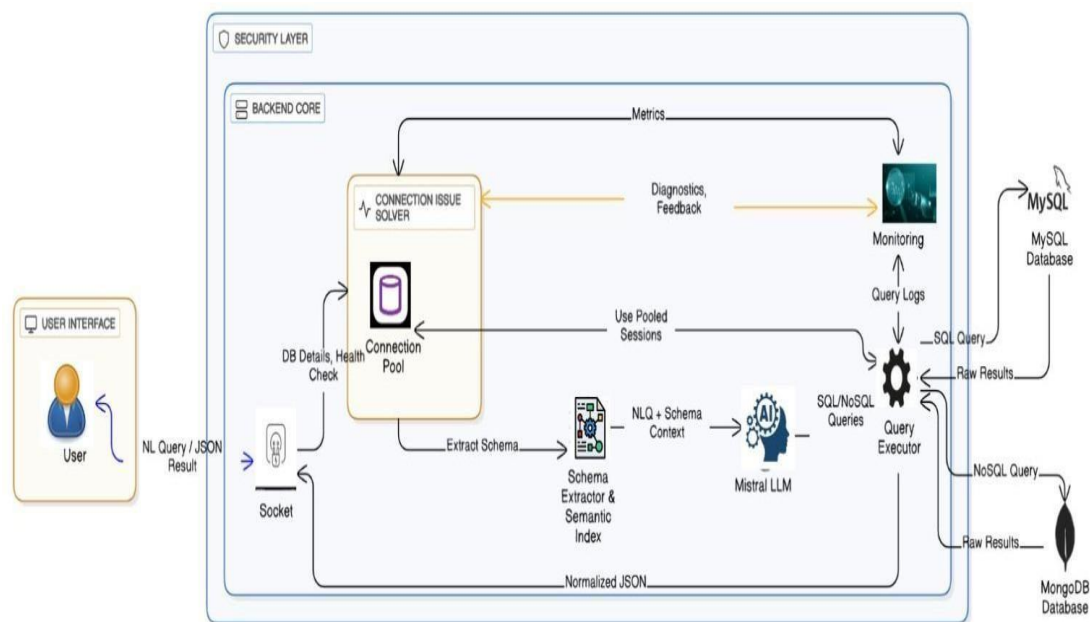 SECURITY LAYER
BACKEND CORE
Metrics
CONNECTION ISSUE
SOLVER
Diagnostics,
Feedback
Monitoring
MySQL
MySQL
Database
USER INTERFACE
User
NL Query / JSON
Result
DB Details, Health
Check
Connection
Pool
Use Pooled
Sessions
Query Logs
SQL Query
Raw Results
Socket
Extract Schema
Schema
Extractor &
Semantic
Index
NLQ + Schema
Context
AI
Mistral LLM
SQL/NoSQL
Queries
Query
Executor
NoSQL Query
Raw Results
MongoDB
Database
Normalized JSON